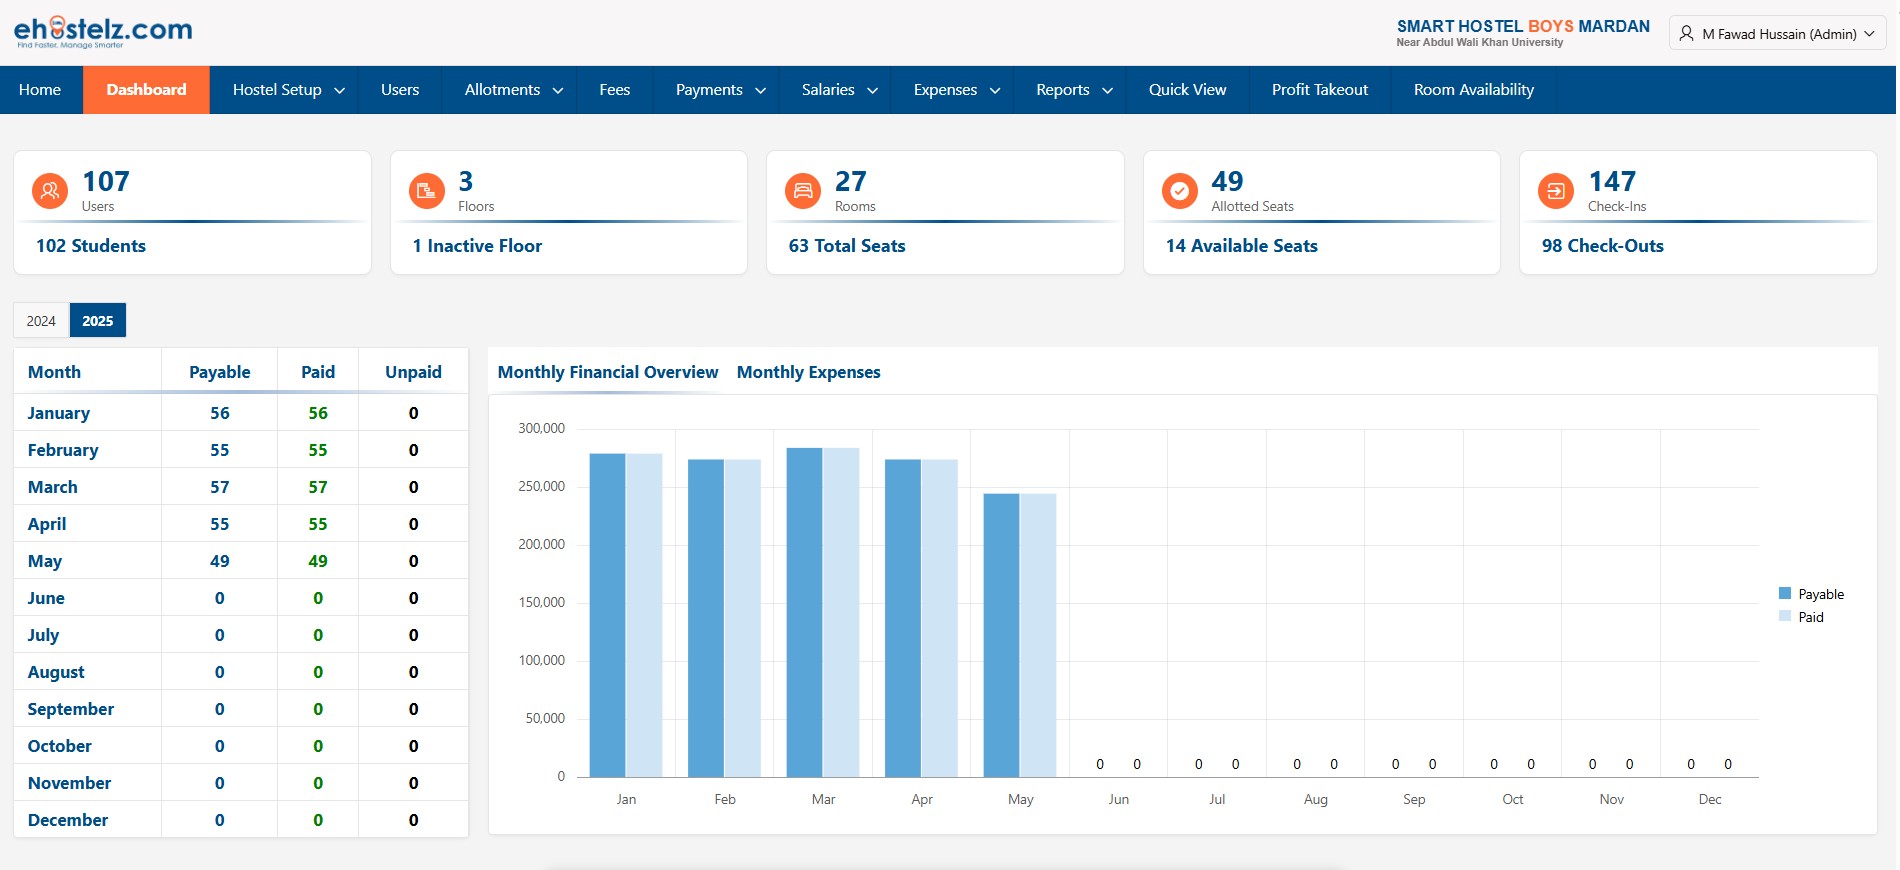 ehostelz.com
Find Faster, Manage Smarter
SMART HOSTEL BOYS MARDAN
Near Abdul Wali Khan University
M Fawad Hussain (Admin)
Home Dashboard Hostel Setup Users Allotments Fees Payments Salaries Expenses Reports Quick View Profit Takeout Room Availability
107
Users
102 Students
3
Floors
1 Inactive Floor
27
Rooms
63 Total Seats
49
Allotted Seats
14 Available Seats
147
Check-Ins
98 Check-Outs
2024 2025
Month Payable Paid Unpaid
January 56 56 0
February 55 55 0
March 57 57 0
April 55 55 0
May 49 49 0
June 0 0 0
July 0 0 0
August 0 0 0
September 0 0 0
October 0 0 0
November 0 0 0
December 0 0 0
Monthly Financial Overview Monthly Expenses
300,000
250,000
200,000
150,000
100,000
50,000
0
0 0 0 0 0 0 0 0 0 0 0 0 0 0
Jan Feb Mar Apr May Jun Jul Aug Sep Oct Nov Dec
Payable
Paid